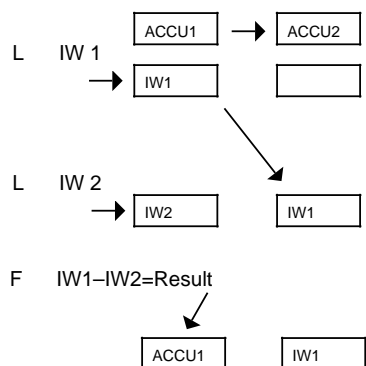 ACCU1 ACCU2
L IW 1
IW1
L IW 2
IW2 IW1
F IW1–IW2=Result
ACCU1 IW1